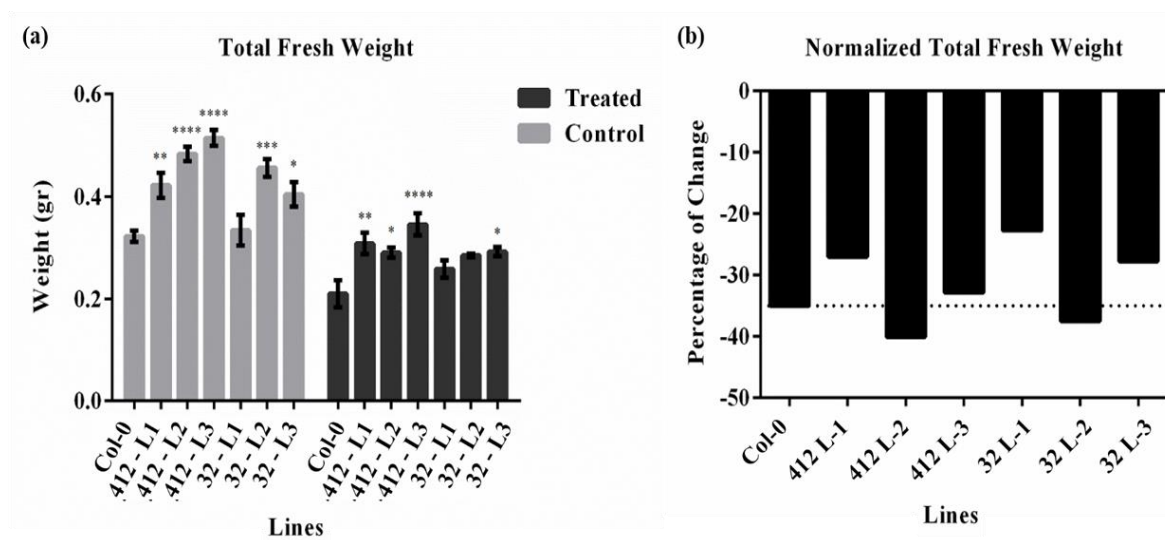 (a)
Total Fresh Weight
Weight (gr)
0.6
0.4
0.2
0.0
**
****
****
***
*
**
*
****
*
Treated
Control
Col-0
412 - L1
412 - L2
412 - L3
32 - L1
32 - L2
32 - L3
Col-0
412 - L1
412 - L2
412 - L3
32 - L1
32 - L2
32 - L3
Lines
(b)
Normalized Total Fresh Weight
Percentage of Change
0
-10
-20
-30
-40
-50
Col-0
412 L-1
412 L-2
412 L-3
32 L-1
32 L-2
32 L-3
Lines